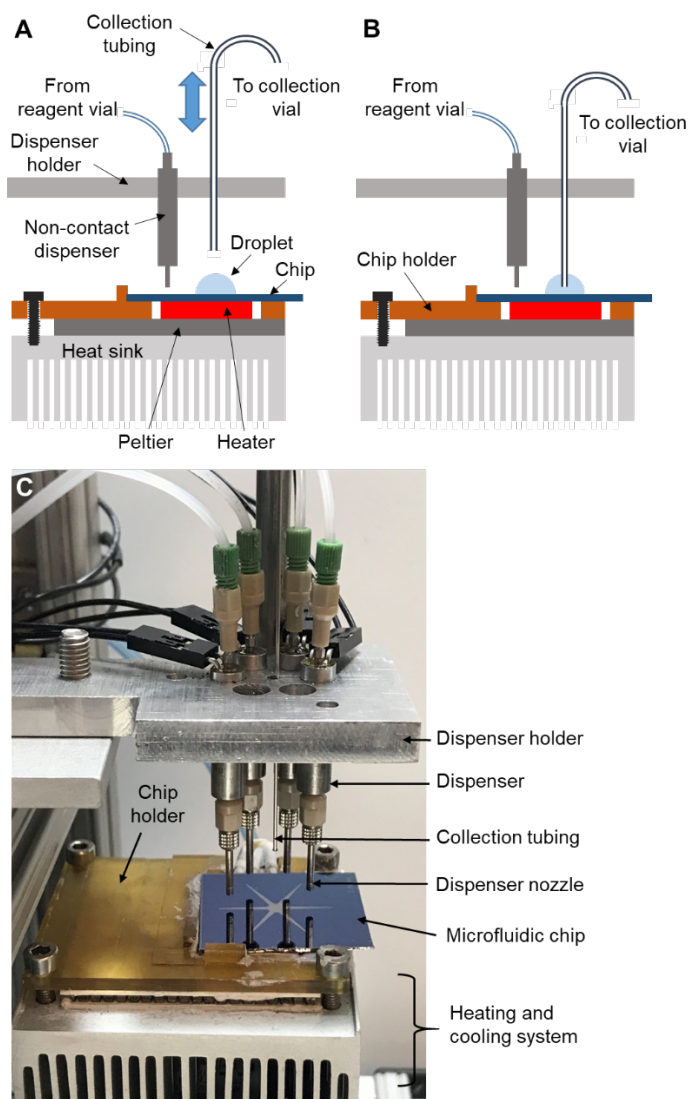 A
Collection
tubing
From
reagent vial
To collection
vial
Dispenser
holder
Non-contact
dispenser
Droplet
Chip
Heat sink
Peltier
Heater
B
From
reagent vial
To collection
vial
Chip holder
C
Dispenser holder
Dispenser
Chip
holder
Collection tubing
Dispenser nozzle
Microfluidic chip
Heating and
cooling system